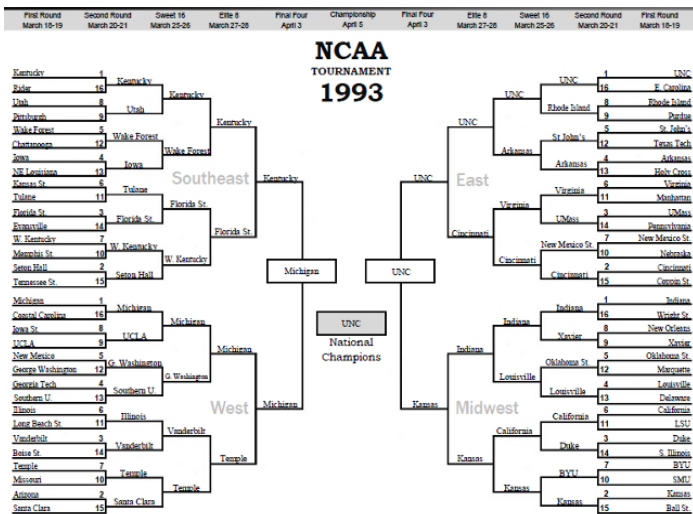 First Round Second Round Sweet 16 Elite 8 Final Four Championship Final Four Elite 8 Sweet 16 Second Round First Round
March 18-19 March 20-21 March 25-26 March 27-28 April 3 April 5 April 3 March 27-28 March 25-26 March 20-21 March 18-19
NCAA
TOURNAMENT
1993
Kentucky 1
Rider 16
Utah 8
Pittsburgh 9
Wake Forest 5
Chattanooga 12
Iowa 4
NE Louisiana 13
Kansas St. 6
Tulane 11
Florida St. 3
Evansville 14
W. Kentucky 7
Memphis St. 10
Seton Hall 2
Tennessee St. 15
Kentucky
Utah
Wake Forest
Iowa
Tulane
Florida St.
W. Kentucky
Seton Hall
Kentucky
Wake Forest
Florida St.
W. Kentucky
Kentucky
Florida St.
Southeast
Kentucky
Michigan 1
Coastal Carolina 16
Iowa St. 8
UCLA 9
New Mexico 5
George Washington 12
Georgia Tech 4
Southern U. 13
Illinois 6
Long Beach St. 11
Vanderbilt 3
Boise St. 14
Temple 7
Missouri 10
Arizona 2
Santa Clara 15
Michigan
UCLA
G. Washington
Southern U.
Illinois
Vanderbilt
Temple
Santa Clara
Michigan
G. Washington
Vanderbilt
Temple
Michigan
Temple
West
Michigan
Michigan
UNC
UNC
National
Champions
1 UNC
16 E. Carolina
8 Rhode Island
9 Purdue
5 St. John's
12 Texas Tech
4 Arkansas
13 Holy Cross
6 Virginia
11 Manhattan
3 UMass
14 Pennsylvania
7 New Mexico St.
10 Nebraska
2 Cincinnati
15 Coppin St.
UNC
Rhode Island
St John's
Arkansas
Virginia
UMass
New Mexico St.
Cincinnati
UNC
Arkansas
Virginia
Cincinnati
UNC
Cincinnati
East
UNC
1 Indiana
16 Wright St.
8 New Orleans
9 Xavier
5 Oklahoma St.
12 Marquette
4 Louisville
13 Delaware
6 California
11 LSU
3 Duke
14 S. Illinois
7 BYU
10 SMU
2 Kansas
15 Ball St.
Indiana
Xavier
Oklahoma St.
Louisville
California
Duke
BYU
Kansas
Indiana
Louisville
California
Kansas
Indiana
Kansas
Midwest
Kansas